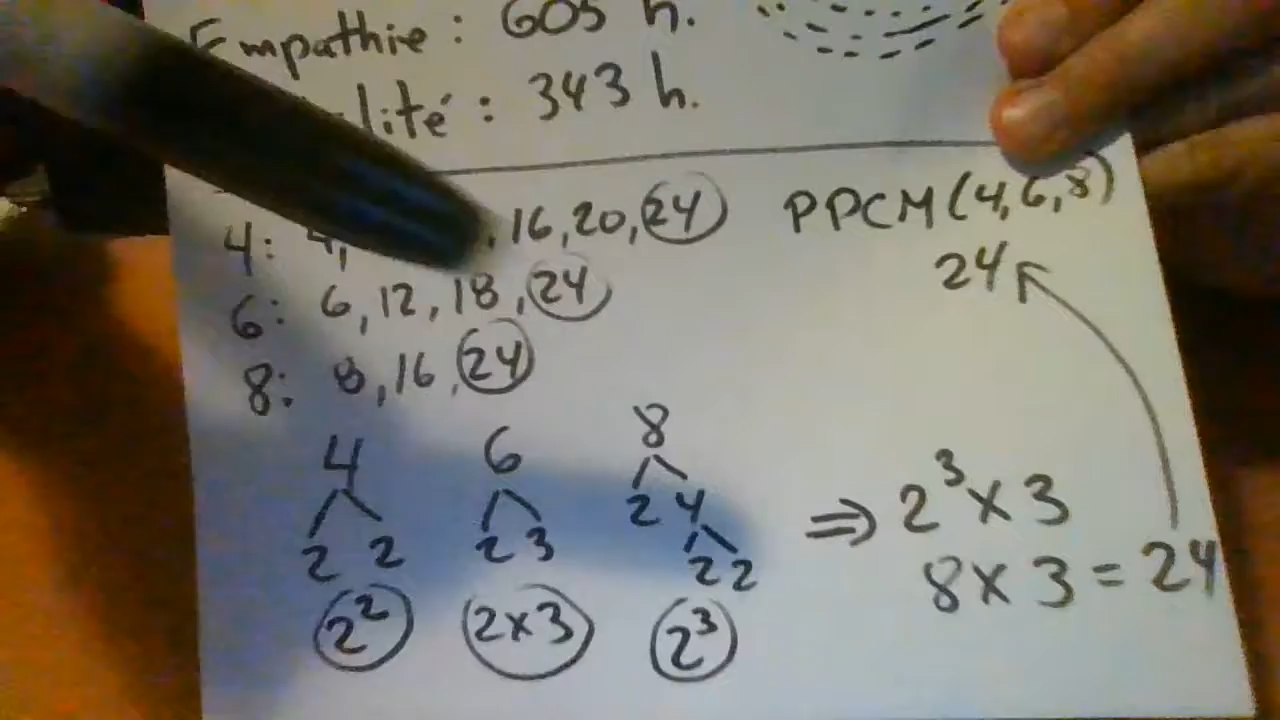 Empathie : 605 h.
lité : 343 h.
4: 4, , 16, 20, 24 PPCM(4,6,8)
24
6: 6, 12, 18, 24
8: 8, 16, 24
4 6 8
2 4
2 2 2 3
2 2
2² 2x3 2³
⇒ 2³ x 3
8 x 3 = 24